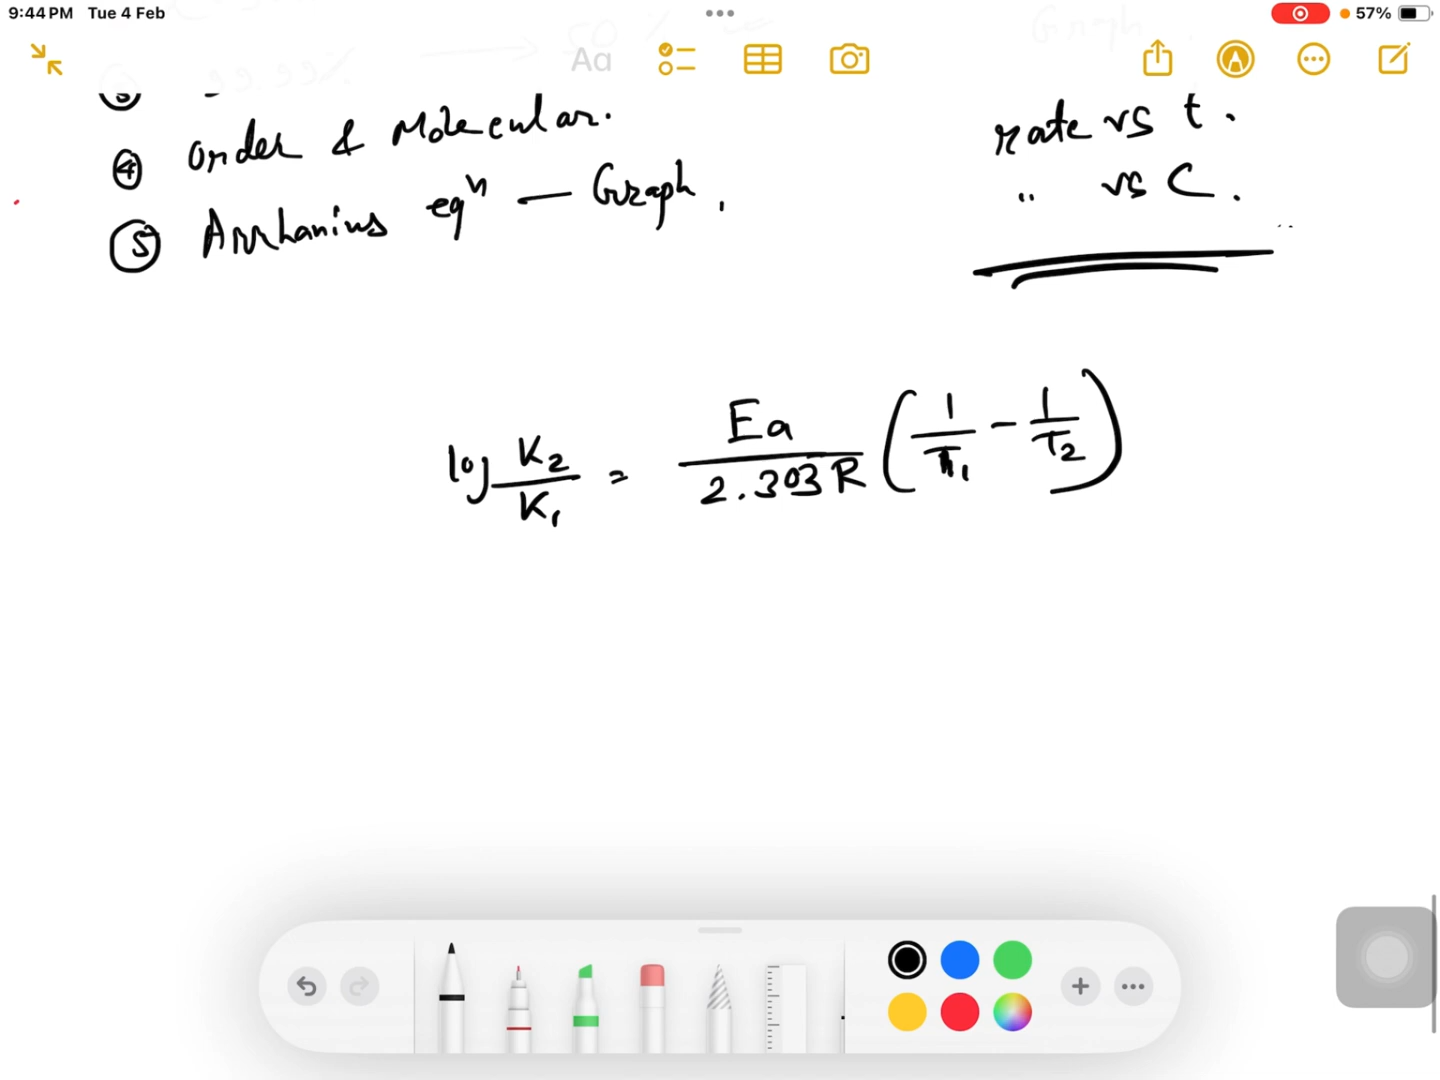 9:44 PM Tue 4 Feb
57%
Aa
④ Order & Molecular.
⑤ Arrhanius eqⁿ — Graph.
rate vs t.
.. vs C.
log K₂/K₁ = Ea/2.303R (1/T₁ - 1/T₂)